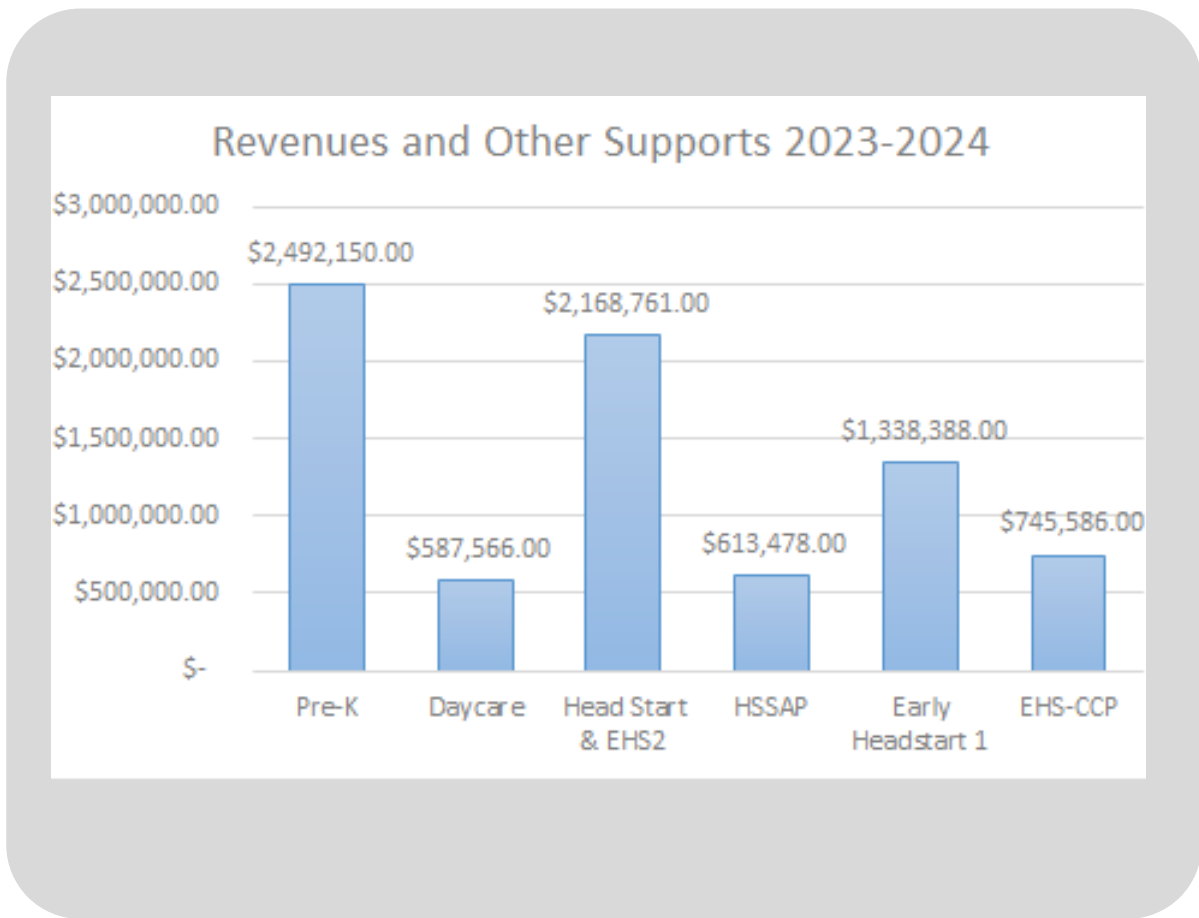 Revenues and Other Supports 2023-2024
$3,000,000.00
$2,492,150.00
$2,500,000.00
$2,168,761.00
$2,000,000.00
$1,500,000.00
$1,338,388.00
$1,000,000.00
$745,586.00
$587,566.00
$613,478.00
$500,000.00
$-
Pre-K
Daycare
Head Start
& EHS2
HSSAP
Early
Headstart 1
EHS-CCP